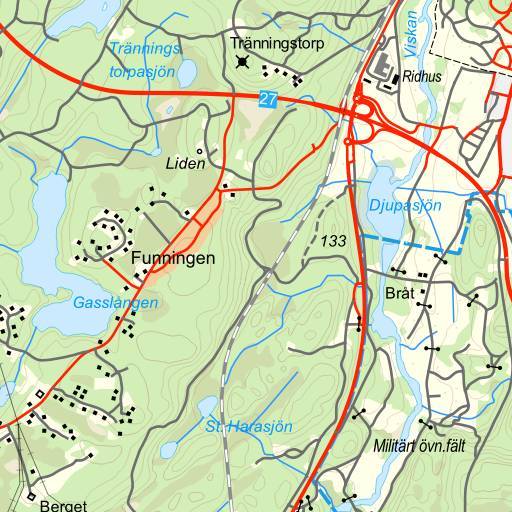 Viskan
Tränningstorp
Trännings.
torpasjön
Ridhus
27
Liden
Djupasjön
133
Funningen
Bråt
Gasslången
St. Harasjön
Militärt övn.fält
Berget